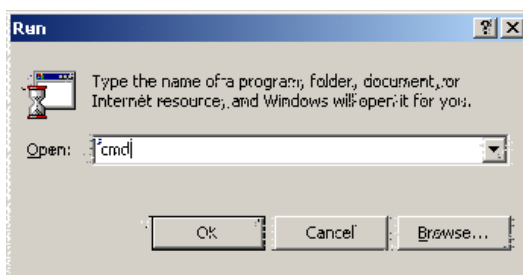 Run
Type the name of a program, folder, document, or
Internet resource, and Windows will open it for you.
Open: cmd
OK Cancel Browse...